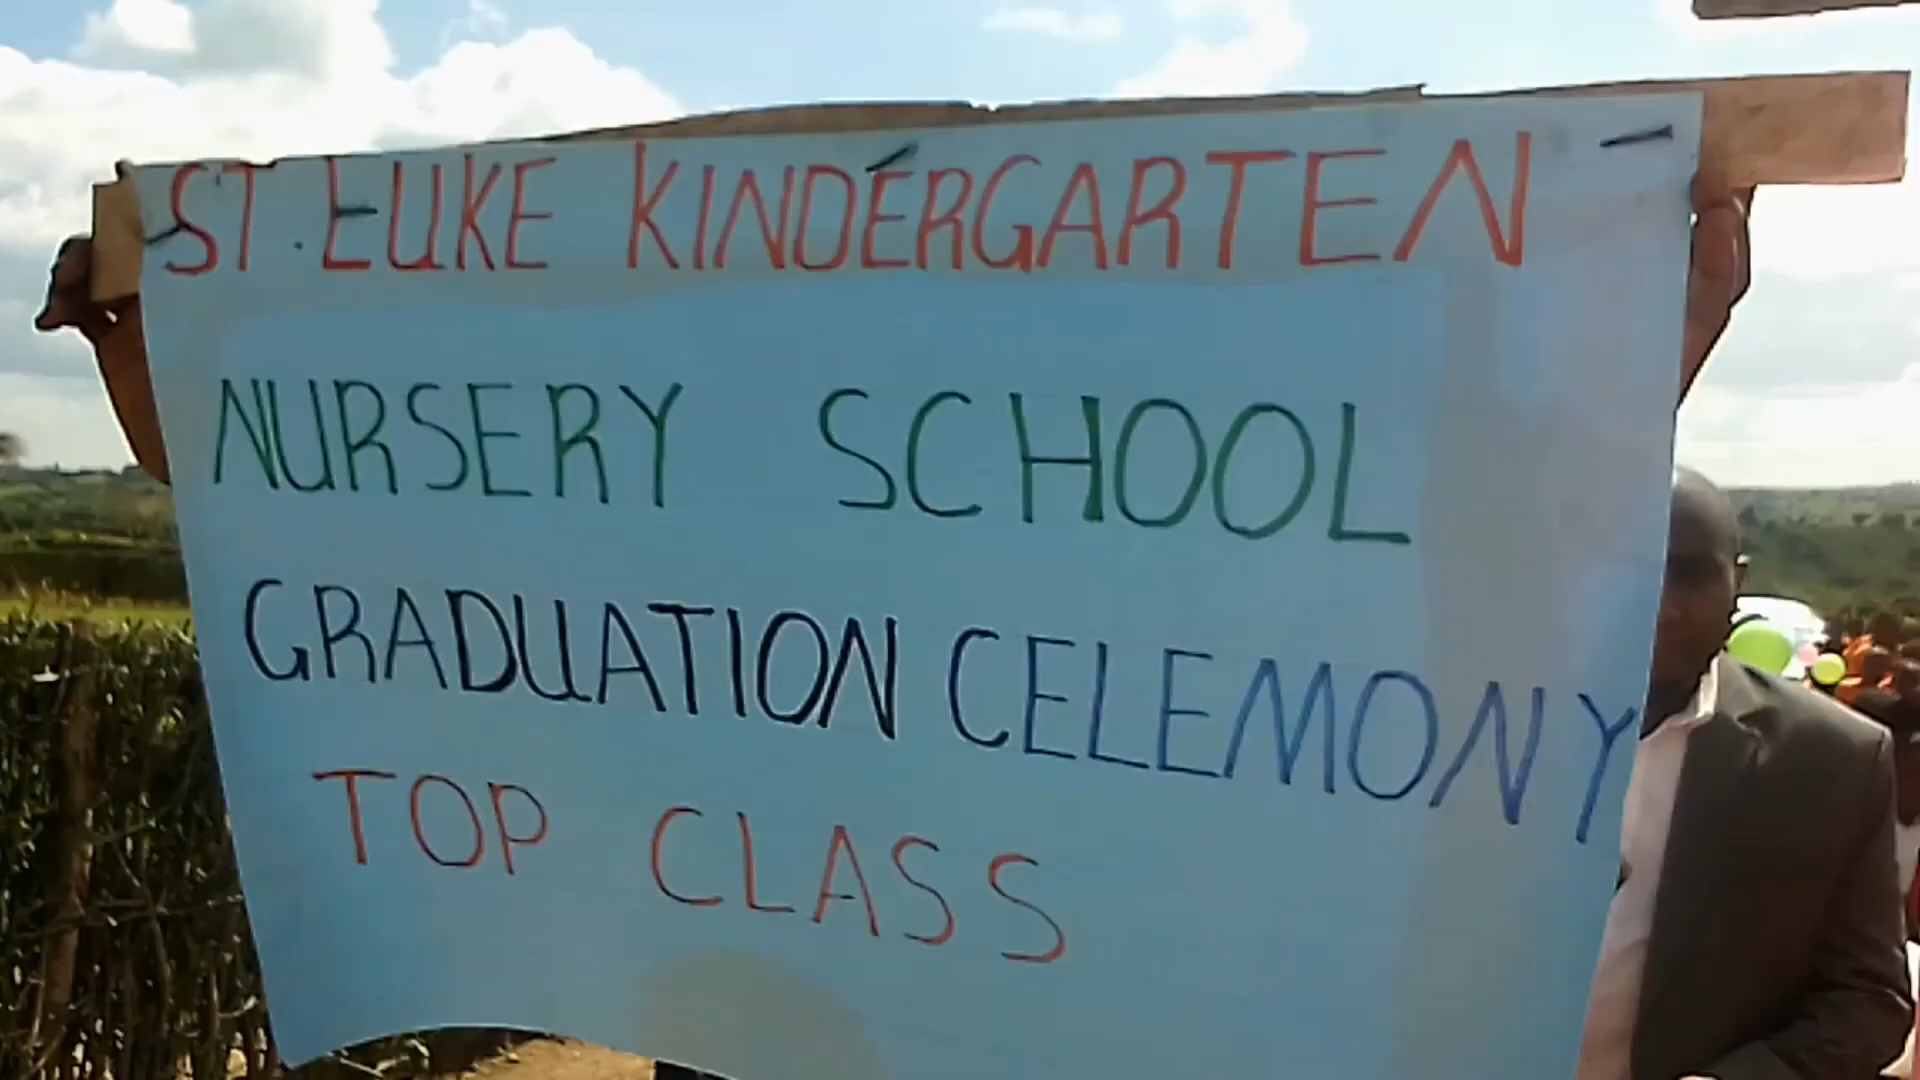 ST. LUKE KINDERGARTEN
NURSERY SCHOOL
GRADUATION CELEMONY
TOP CLASS